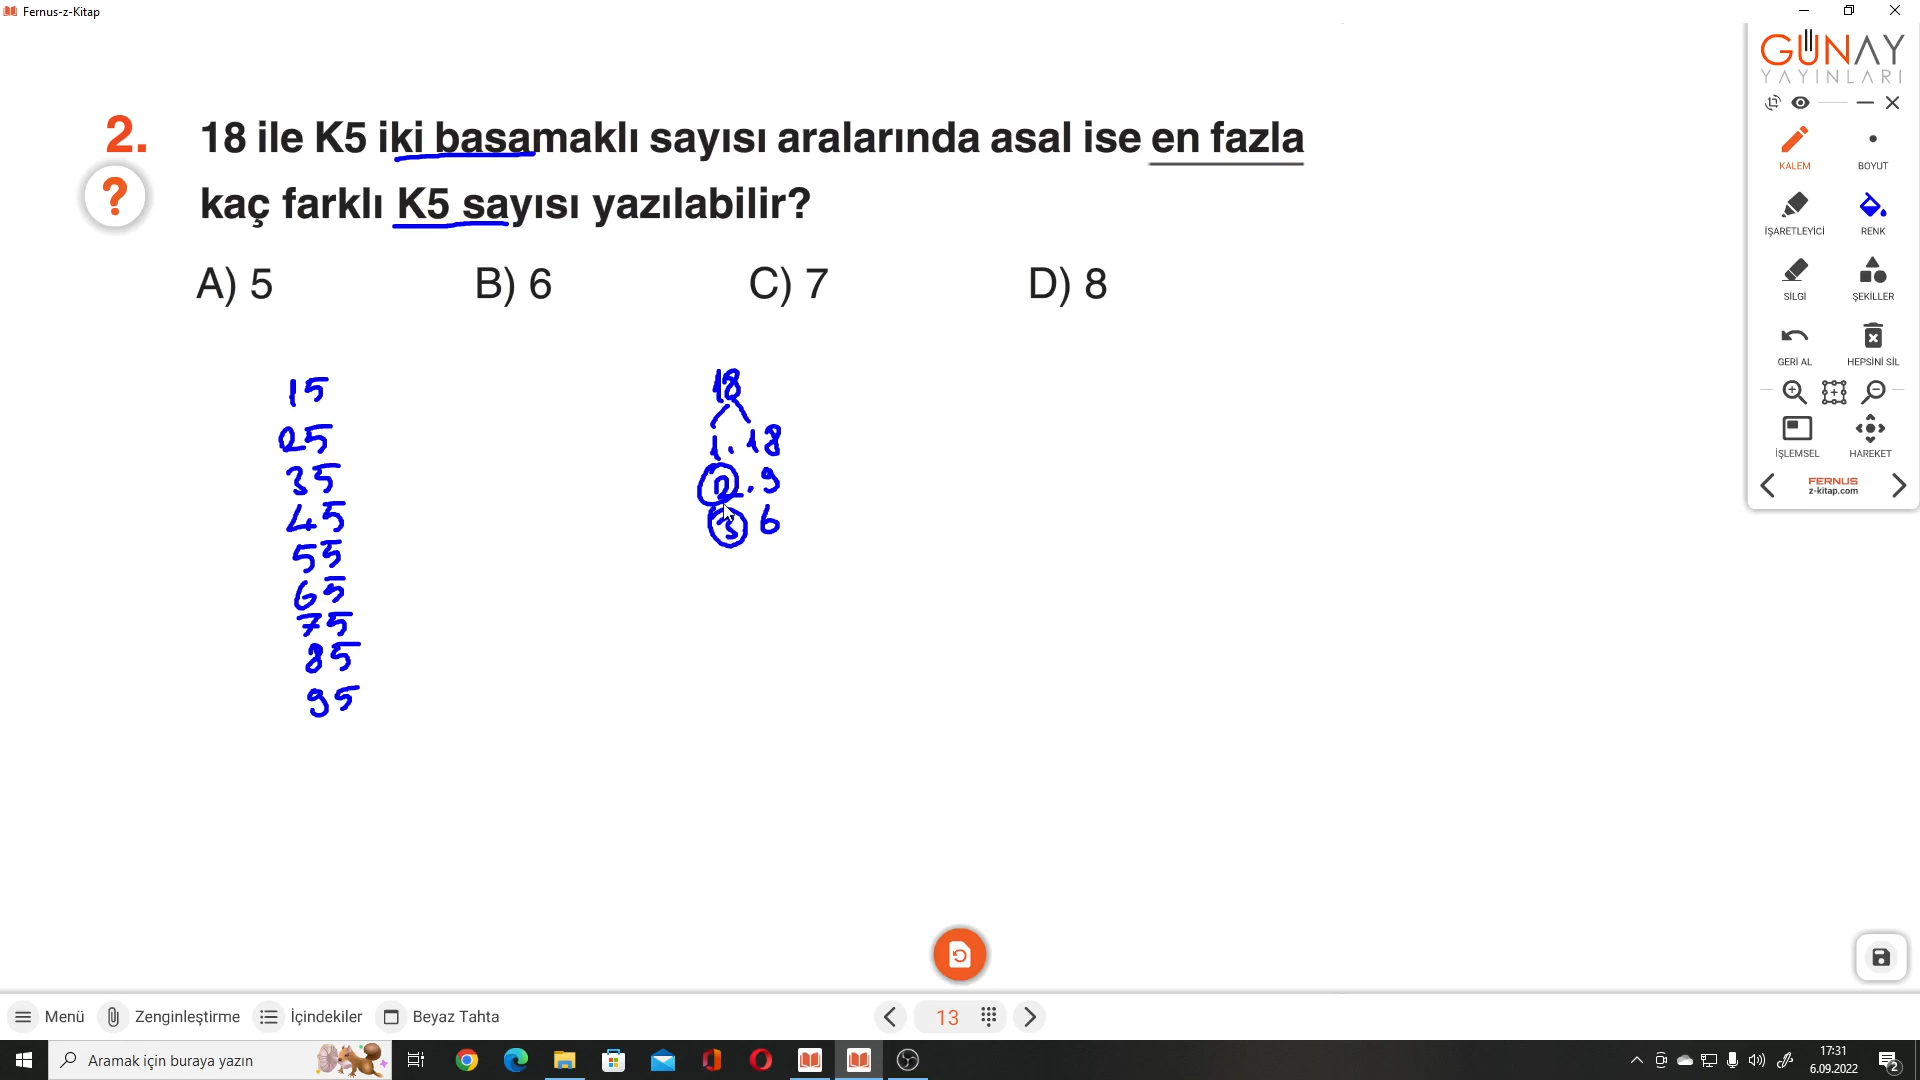 Fernus-z-Kitap
GÜNAY
YAYINLARI
2. 18 ile K5 iki basamaklı sayısı aralarında asal ise en fazla
? kaç farklı K5 sayısı yazılabilir?
A) 5 B) 6 C) 7 D) 8
15
25
35
45
55
65
75
85
95
18
1.18
2.9
3 6
KALEM BOYUT
İŞARETLEYİCİ RENK
SİLGİ ŞEKİLLER
GERİ AL HEPSİNİ SİL
İŞLEMSEL HAREKET
FERNUS
z-kitap.com
Menü Zenginleştirme İçindekiler Beyaz Tahta 13
Aramak için buraya yazın
17:31
6.09.2022
2